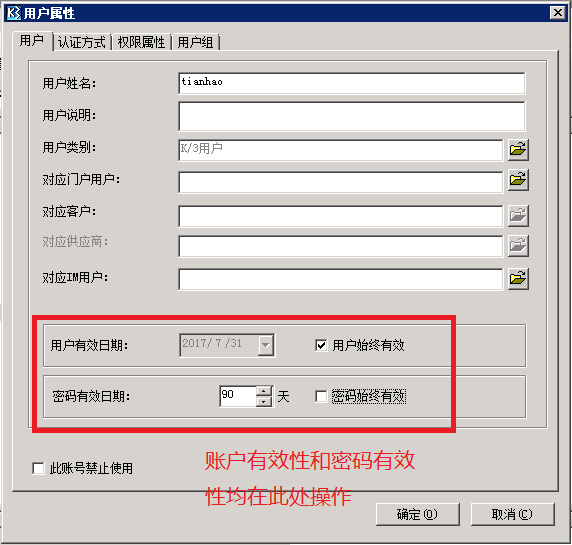 用户属性
用户 认证方式 权限属性 用户组
用户姓名: tianhao
用户说明:
用户类别: K/3用户
对应门户用户:
对应客户:
对应供应商:
对应IM用户:
用户有效日期: 2017/ 7 /31 用户始终有效
密码有效日期: 90 天 密码始终有效
此账号禁止使用
账户有效性和密码有效
性均在此处操作
确定(O) 取消(C)